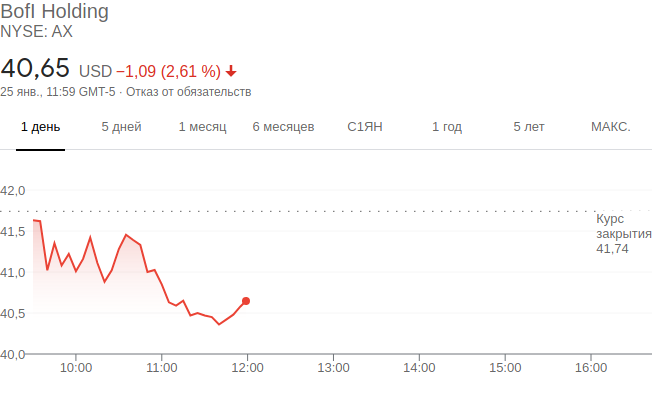 BofI Holding
NYSE: AX
40,65 USD −1,09 (2,61 %)
25 янв., 11:59 GMT-5 · Отказ от обязательств
1 день 5 дней 1 месяц 6 месяцев С1ЯН 1 год 5 лет МАКС.
42,0
Курс
закрытия
41,74
41,5
41,0
40,5
40,0
10:00 11:00 12:00 13:00 14:00 15:00 16:00